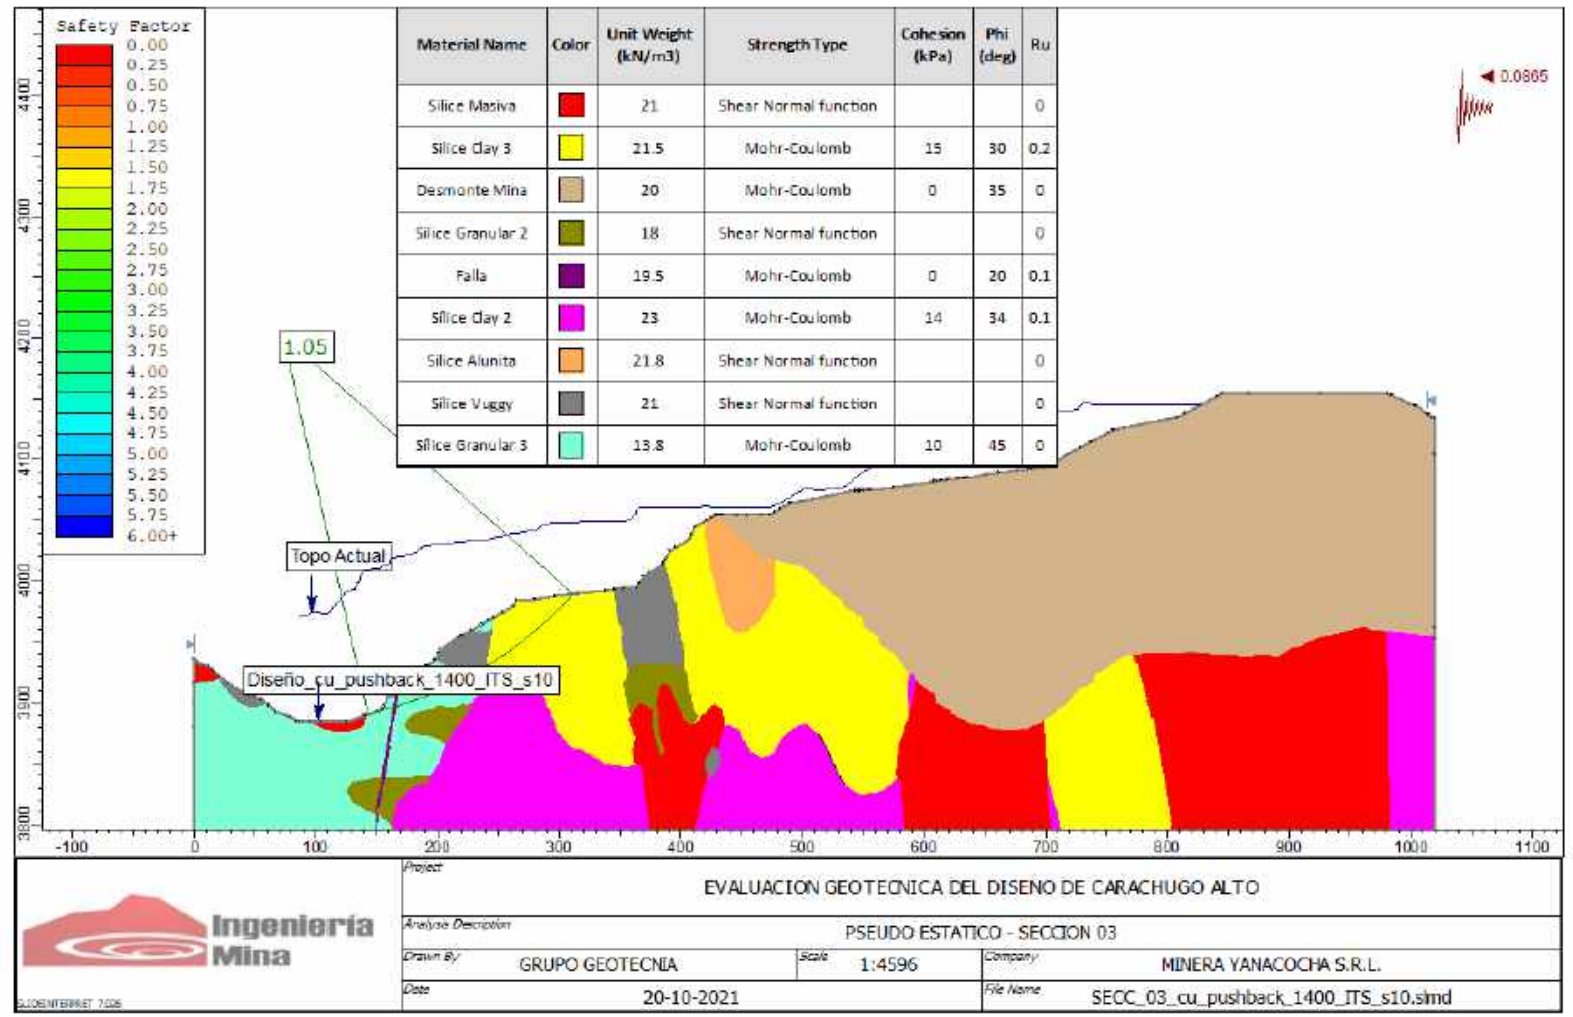 Safety Factor
0.00
0.25
0.50
0.75
1.00
1.25
1.50
1.75
2.00
2.25
2.50
2.75
3.00
3.25
3.50
3.75
4.00
4.25
4.50
4.75
5.00
5.25
5.50
5.75
6.00+
Material Name Color Unit Weight (kN/m3) Strength Type Cohesion (kPa) Phi (deg) Ru
Silice Masiva 21 Shear Normal function 0
Silice Clay 3 21.5 Mohr-Coulomb 15 30 0.2
Desmonte Mina 20 Mohr-Coulomb 0 35 0
Silice Granular 2 18 Shear Normal function 0
Falla 19.5 Mohr-Coulomb 0 20 0.1
Silice Clay 2 23 Mohr-Coulomb 14 34 0.1
Silice Alunita 21.8 Shear Normal function 0
Silice Vuggy 21 Shear Normal function 0
Silice Granular 3 13.8 Mohr-Coulomb 10 45 0
0.0865
1.05
Topo Actual
Diseño_cu_pushback_1400_ITS_s10
4400
4300
4200
4100
4000
3900
3800
-100 0 100 200 300 400 500 600 700 800 900 1000 1100
Ingeniería
Mina
SLIDEINTERPRET 7.026
Project
EVALUACION GEOTECNICA DEL DISENO DE CARACHUGO ALTO
Analysis Description
PSEUDO ESTATICO - SECCION 03
Drawn By GRUPO GEOTECNIA Scale 1:4596 Company MINERA YANACOCHA S.R.L.
Date 20-10-2021 File Name SECC_03_cu_pushback_1400_ITS_s10.slmd